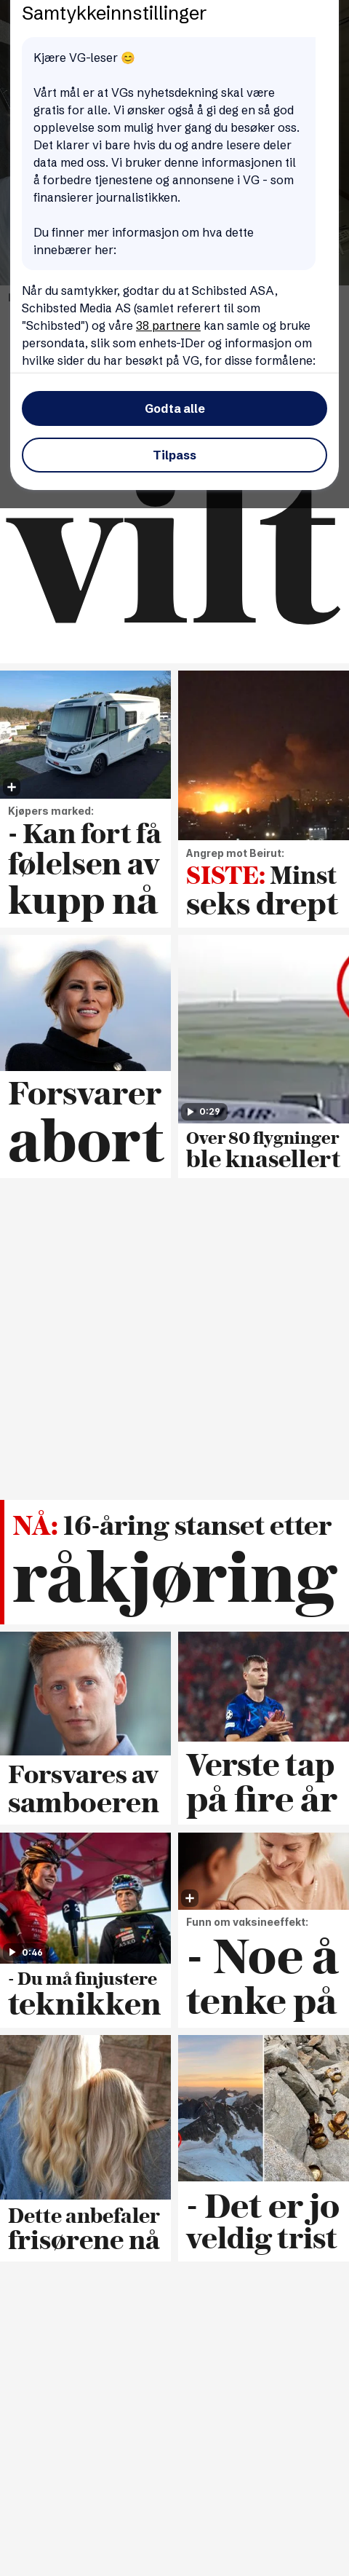 Samtykkeinnstillinger
Kjære VG-leser 😊
Vårt mål er at VGs nyhetsdekning skal være
gratis for alle. Vi ønsker også å gi deg en så god
opplevelse som mulig hver gang du besøker oss.
Det klarer vi bare hvis du og andre lesere deler
data med oss. Vi bruker denne informasjonen til
å forbedre tjenestene og annonsene i VG - som
finansierer journalistikken.
Du finner mer informasjon om hva dette
innebærer her:
Når du samtykker, godtar du at Schibsted ASA,
Schibsted Media AS (samlet referert til som
"Schibsted") og våre 38 partnere kan samle og bruke
persondata, slik som enhets-IDer og informasjon om
hvilke sider du har besøkt på VG, for disse formålene:
Godta alle
Tilpass
vilt
Kjøpers marked:
- Kan fort få
følelsen av
kupp nå
Angrep mot Beirut:
SISTE: Minst
seks drept
Forsvarer
abort
0:29
Over 80 flygninger
ble knasellert
NÅ: 16-åring stanset etter
råkjøring
Forsvares av
samboeren
Verste tap
på fire år
0:46
- Du må finjustere
teknikken
Funn om vaksineeffekt:
- Noe å
tenke på
Dette anbefaler
frisørene nå
- Det er jo
veldig trist